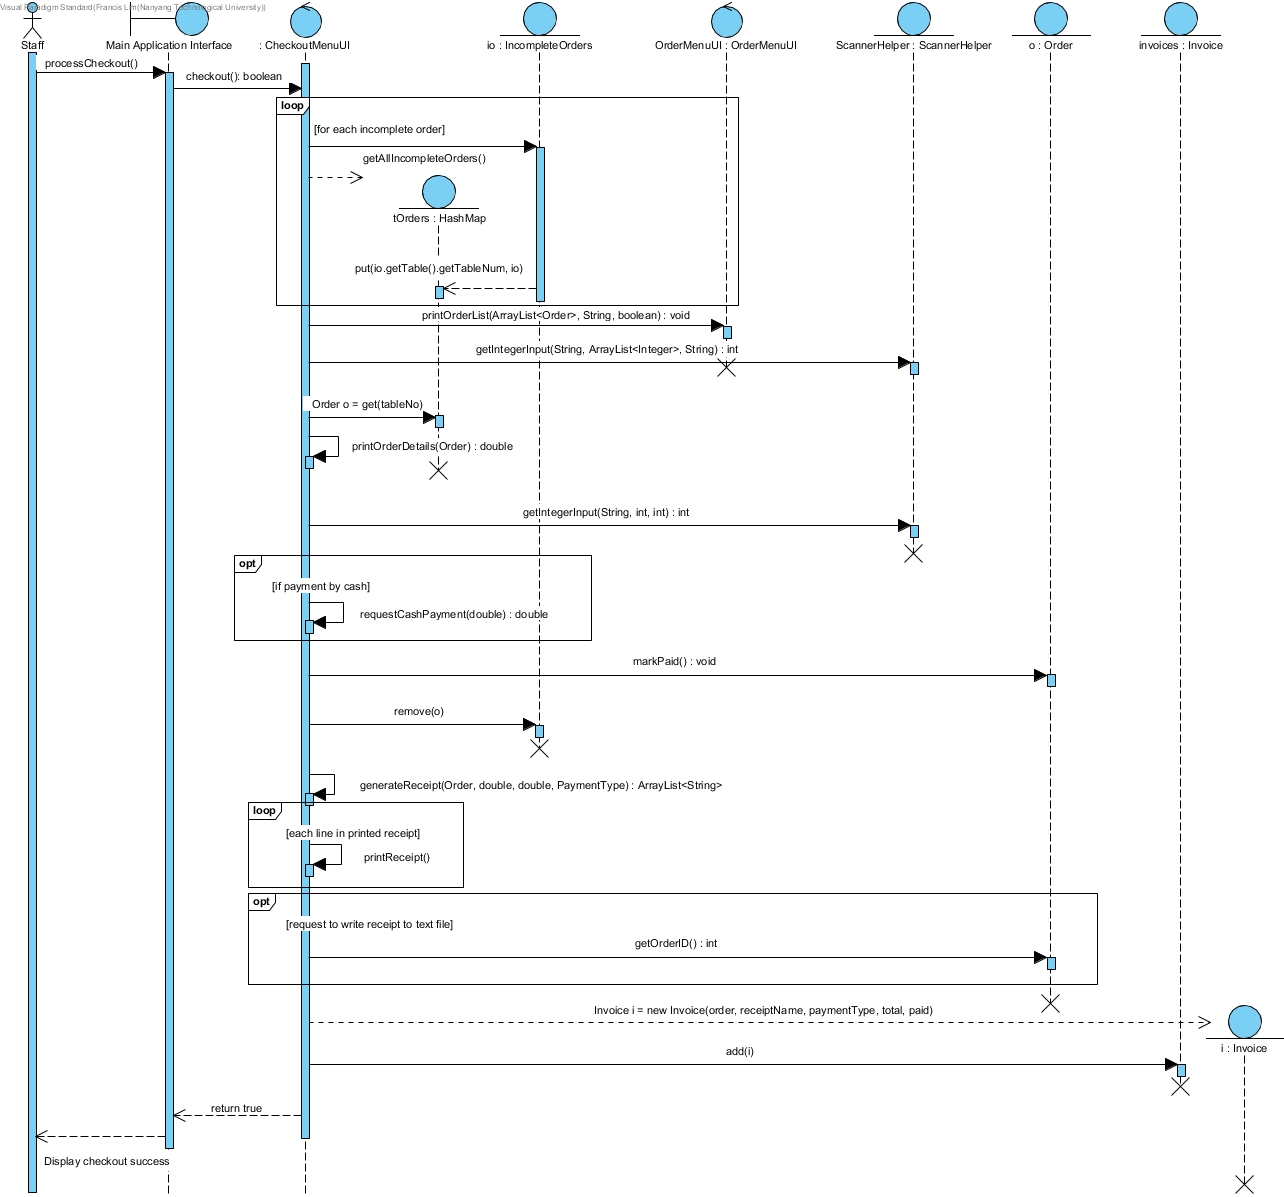 Visual Paradigm Standard(Francis Lim(Nanyang Technological University))
Staff
Main Application Interface
: CheckoutMenuUI
io : IncompleteOrders
OrderMenuUI : OrderMenuUI
ScannerHelper : ScannerHelper
o : Order
invoices : Invoice
processCheckout()
checkout(): boolean
loop
[for each incomplete order]
getAllIncompleteOrders()
tOrders : HashMap
put(io.getTable().getTableNum, io)
printOrderList(ArrayList<Order>, String, boolean) : void
getIntegerInput(String, ArrayList<Integer>, String) : int
Order o = get(tableNo)
printOrderDetails(Order) : double
getIntegerInput(String, int, int) : int
opt
[if payment by cash]
requestCashPayment(double) : double
markPaid() : void
remove(o)
generateReceipt(Order, double, double, PaymentType) : ArrayList<String>
loop
[each line in printed receipt]
printReceipt()
opt
[request to write receipt to text file]
getOrderID() : int
Invoice i = new Invoice(order, receiptName, paymentType, total, paid)
i : Invoice
add(i)
return true
Display checkout success